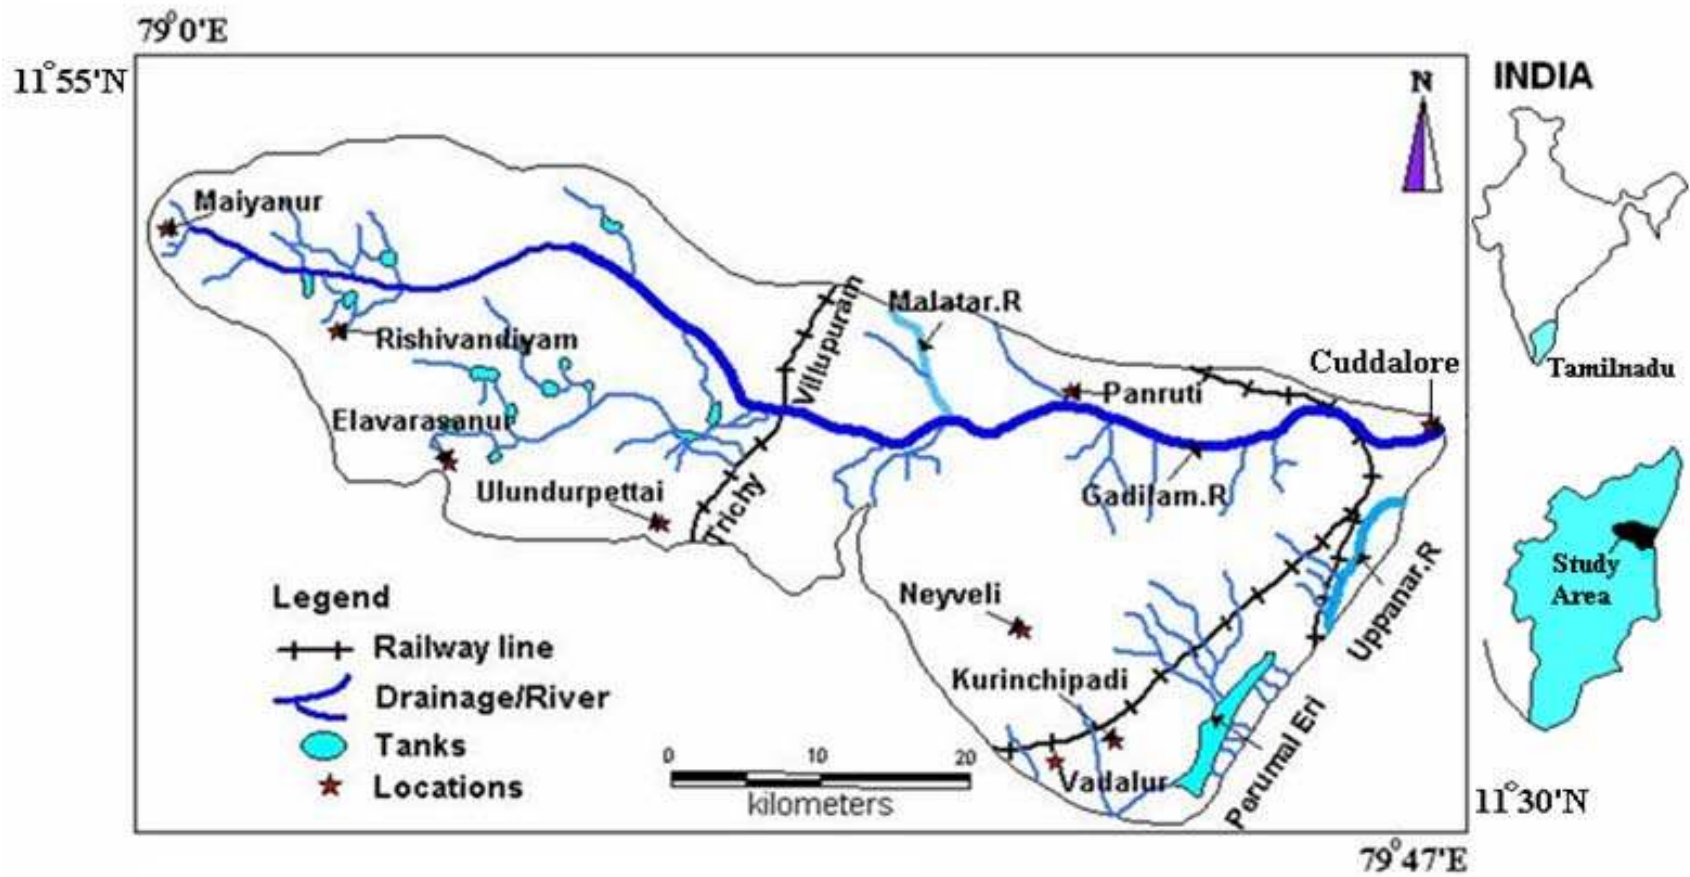 79°0'E
11°55'N
N
INDIA
Maiyanur
Villupuram
Malatar.R
Rishivandiyam
Cuddalore
Tamilnadu
Panruti
Elavarasanur
Ulundurpettai
Trichy
Gadilam.R
Study
Area
Uppanar.R
Neyveli
Legend
Railway line
Kurinchipadi
Drainage/River
Tanks
Perumal Eri
0 10 20
Locations
Vadalur
kilometers
11°30'N
79°47'E